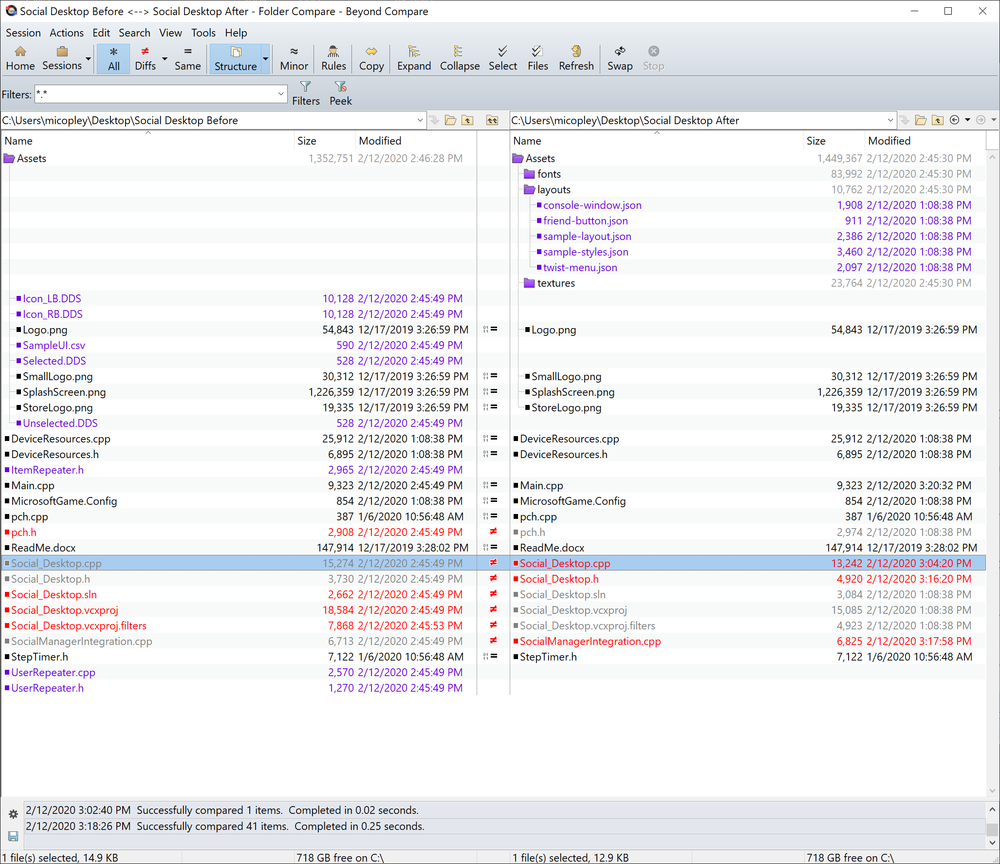 Social Desktop Before <--> Social Desktop After - Folder Compare - Beyond Compare
Session Actions Edit Search View Tools Help
Home Sessions All Diffs Same Structure Minor Rules Copy Expand Collapse Select Files Refresh Swap Stop
Filters: *.* Filters Peek
C:\Users\micopley\Desktop\Social Desktop Before C:\Users\micopley\Desktop\Social Desktop After
Name Size Modified Name Size Modified
Assets 1,352,751 2/12/2020 2:46:28 PM Assets 1,449,367 2/12/2020 2:45:30 PM
fonts 83,992 2/12/2020 2:45:30 PM
layouts 10,762 2/12/2020 2:45:30 PM
console-window.json 1,908 2/12/2020 1:08:38 PM
friend-button.json 911 2/12/2020 1:08:38 PM
sample-layout.json 2,386 2/12/2020 1:08:38 PM
sample-styles.json 3,460 2/12/2020 1:08:38 PM
twist-menu.json 2,097 2/12/2020 1:08:38 PM
textures 23,764 2/12/2020 2:45:30 PM
Icon_LB.DDS 10,128 2/12/2020 2:45:49 PM
Icon_RB.DDS 10,128 2/12/2020 2:45:49 PM
Logo.png 54,843 12/17/2019 3:26:59 PM = Logo.png 54,843 12/17/2019 3:26:59 PM
SampleUI.csv 590 2/12/2020 2:45:49 PM
Selected.DDS 528 2/12/2020 2:45:49 PM
SmallLogo.png 30,312 12/17/2019 3:26:59 PM = SmallLogo.png 30,312 12/17/2019 3:26:59 PM
SplashScreen.png 1,226,359 12/17/2019 3:26:59 PM = SplashScreen.png 1,226,359 12/17/2019 3:26:59 PM
StoreLogo.png 19,335 12/17/2019 3:26:59 PM = StoreLogo.png 19,335 12/17/2019 3:26:59 PM
Unselected.DDS 528 2/12/2020 2:45:49 PM
DeviceResources.cpp 25,912 2/12/2020 1:08:38 PM = DeviceResources.cpp 25,912 2/12/2020 1:08:38 PM
DeviceResources.h 6,895 2/12/2020 1:08:38 PM = DeviceResources.h 6,895 2/12/2020 1:08:38 PM
ItemRepeater.h 2,965 2/12/2020 2:45:49 PM
Main.cpp 9,323 2/12/2020 2:45:49 PM = Main.cpp 9,323 2/12/2020 3:20:32 PM
MicrosoftGame.Config 854 2/12/2020 1:08:38 PM = MicrosoftGame.Config 854 2/12/2020 1:08:38 PM
pch.cpp 387 1/6/2020 10:56:48 AM = pch.cpp 387 1/6/2020 10:56:48 AM
pch.h 2,908 2/12/2020 2:45:49 PM ≠ pch.h 2,974 2/12/2020 1:08:38 PM
ReadMe.docx 147,914 12/17/2019 3:28:02 PM = ReadMe.docx 147,914 12/17/2019 3:28:02 PM
Social_Desktop.cpp 15,274 2/12/2020 2:45:49 PM ≠ Social_Desktop.cpp 13,242 2/12/2020 3:04:20 PM
Social_Desktop.h 3,730 2/12/2020 2:45:49 PM ≠ Social_Desktop.h 4,920 2/12/2020 3:16:20 PM
Social_Desktop.sln 2,662 2/12/2020 2:45:49 PM ≠ Social_Desktop.sln 3,084 2/12/2020 1:08:38 PM
Social_Desktop.vcxproj 18,584 2/12/2020 2:45:49 PM ≠ Social_Desktop.vcxproj 15,085 2/12/2020 1:08:38 PM
Social_Desktop.vcxproj.filters 7,868 2/12/2020 2:45:53 PM ≠ Social_Desktop.vcxproj.filters 4,923 2/12/2020 1:08:38 PM
SocialManagerIntegration.cpp 6,713 2/12/2020 2:45:49 PM ≠ SocialManagerIntegration.cpp 6,825 2/12/2020 3:17:58 PM
StepTimer.h 7,122 1/6/2020 10:56:48 AM = StepTimer.h 7,122 1/6/2020 10:56:48 AM
UserRepeater.cpp 2,570 2/12/2020 2:45:49 PM
UserRepeater.h 1,270 2/12/2020 2:45:49 PM
2/12/2020 3:02:40 PM Successfully compared 1 items. Completed in 0.02 seconds.
2/12/2020 3:18:26 PM Successfully compared 41 items. Completed in 0.25 seconds.
1 file(s) selected, 14.9 KB 718 GB free on C:\ 1 file(s) selected, 12.9 KB 718 GB free on C:\